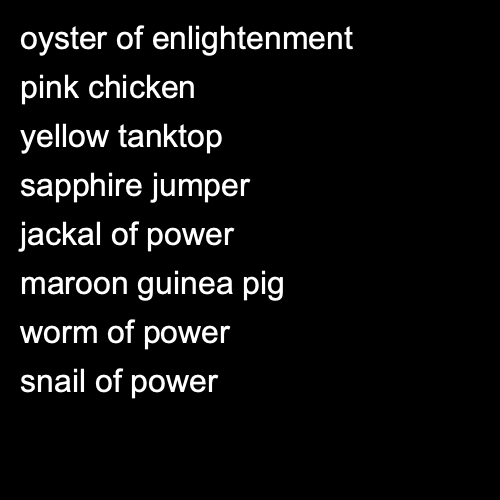 oyster of enlightenment
pink chicken
yellow tanktop
sapphire jumper
jackal of power
maroon guinea pig
worm of power
snail of power